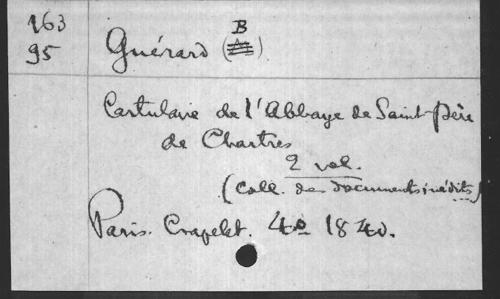 163
95
B
Guérard ( )
Cartulaire de l'Abbaye de Saint-père
de Chartres
2 vol.
(Coll. des documents inédits)
Paris. Crapelet. 4º 1840.